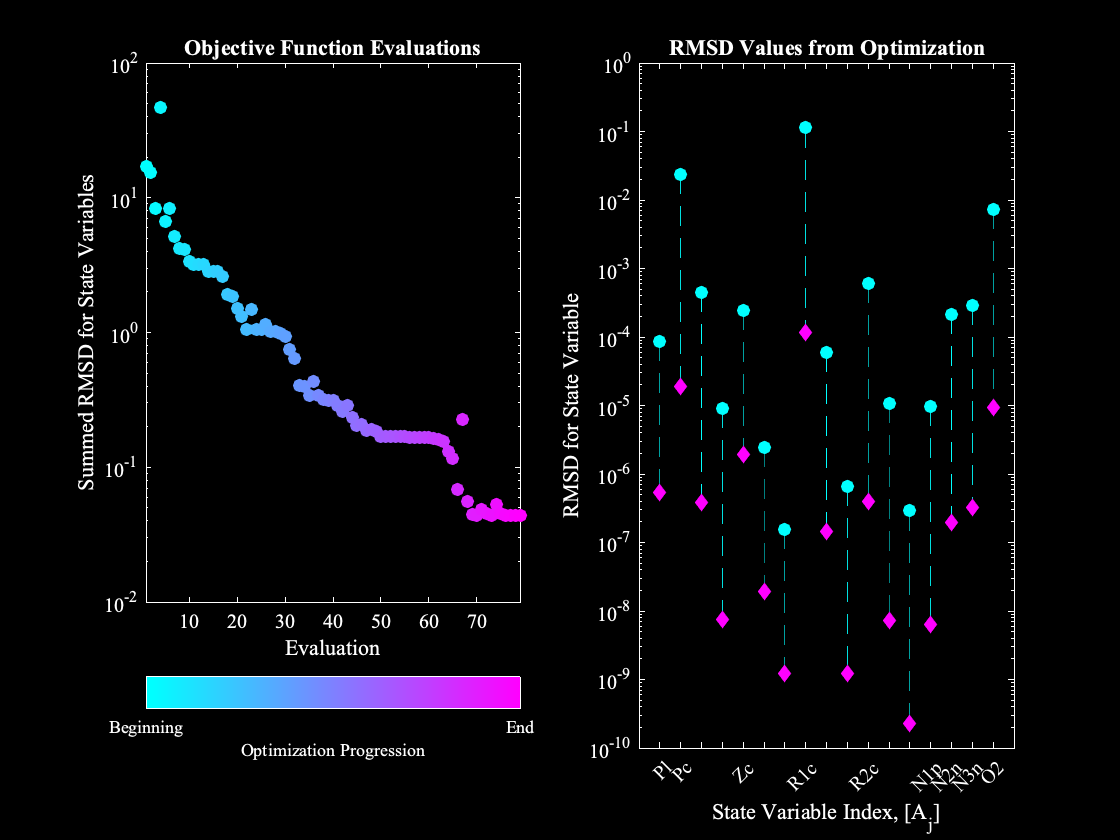 Objective Function Evaluations
Summed RMSD for State Variables
10^2
10^1
10^0
10^-1
10^-2
10 20 30 40 50 60 70
Evaluation
Beginning End
Optimization Progression
RMSD Values from Optimization
RMSD for State Variable
10^0
10^-1
10^-2
10^-3
10^-4
10^-5
10^-6
10^-7
10^-8
10^-9
10^-10
P1 Pc Zc R1c R2c N1p N2n N3n O2
State Variable Index, [A_j]